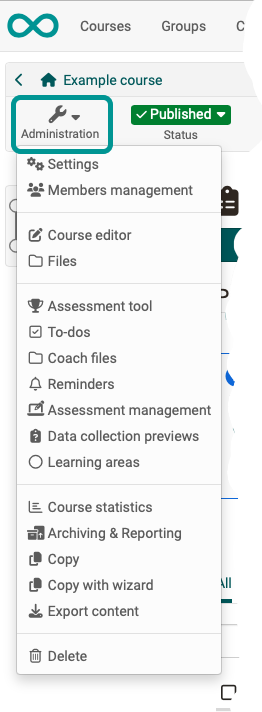 Courses Groups C
Example course
Administration
Published
Status
Settings
Members management
Course editor
Files
Assessment tool
To-dos
Coach files
Reminders
Assessment management
Data collection previews
Learning areas
Course statistics
Archiving & Reporting
Copy
Copy with wizard
Export content
All
Delete